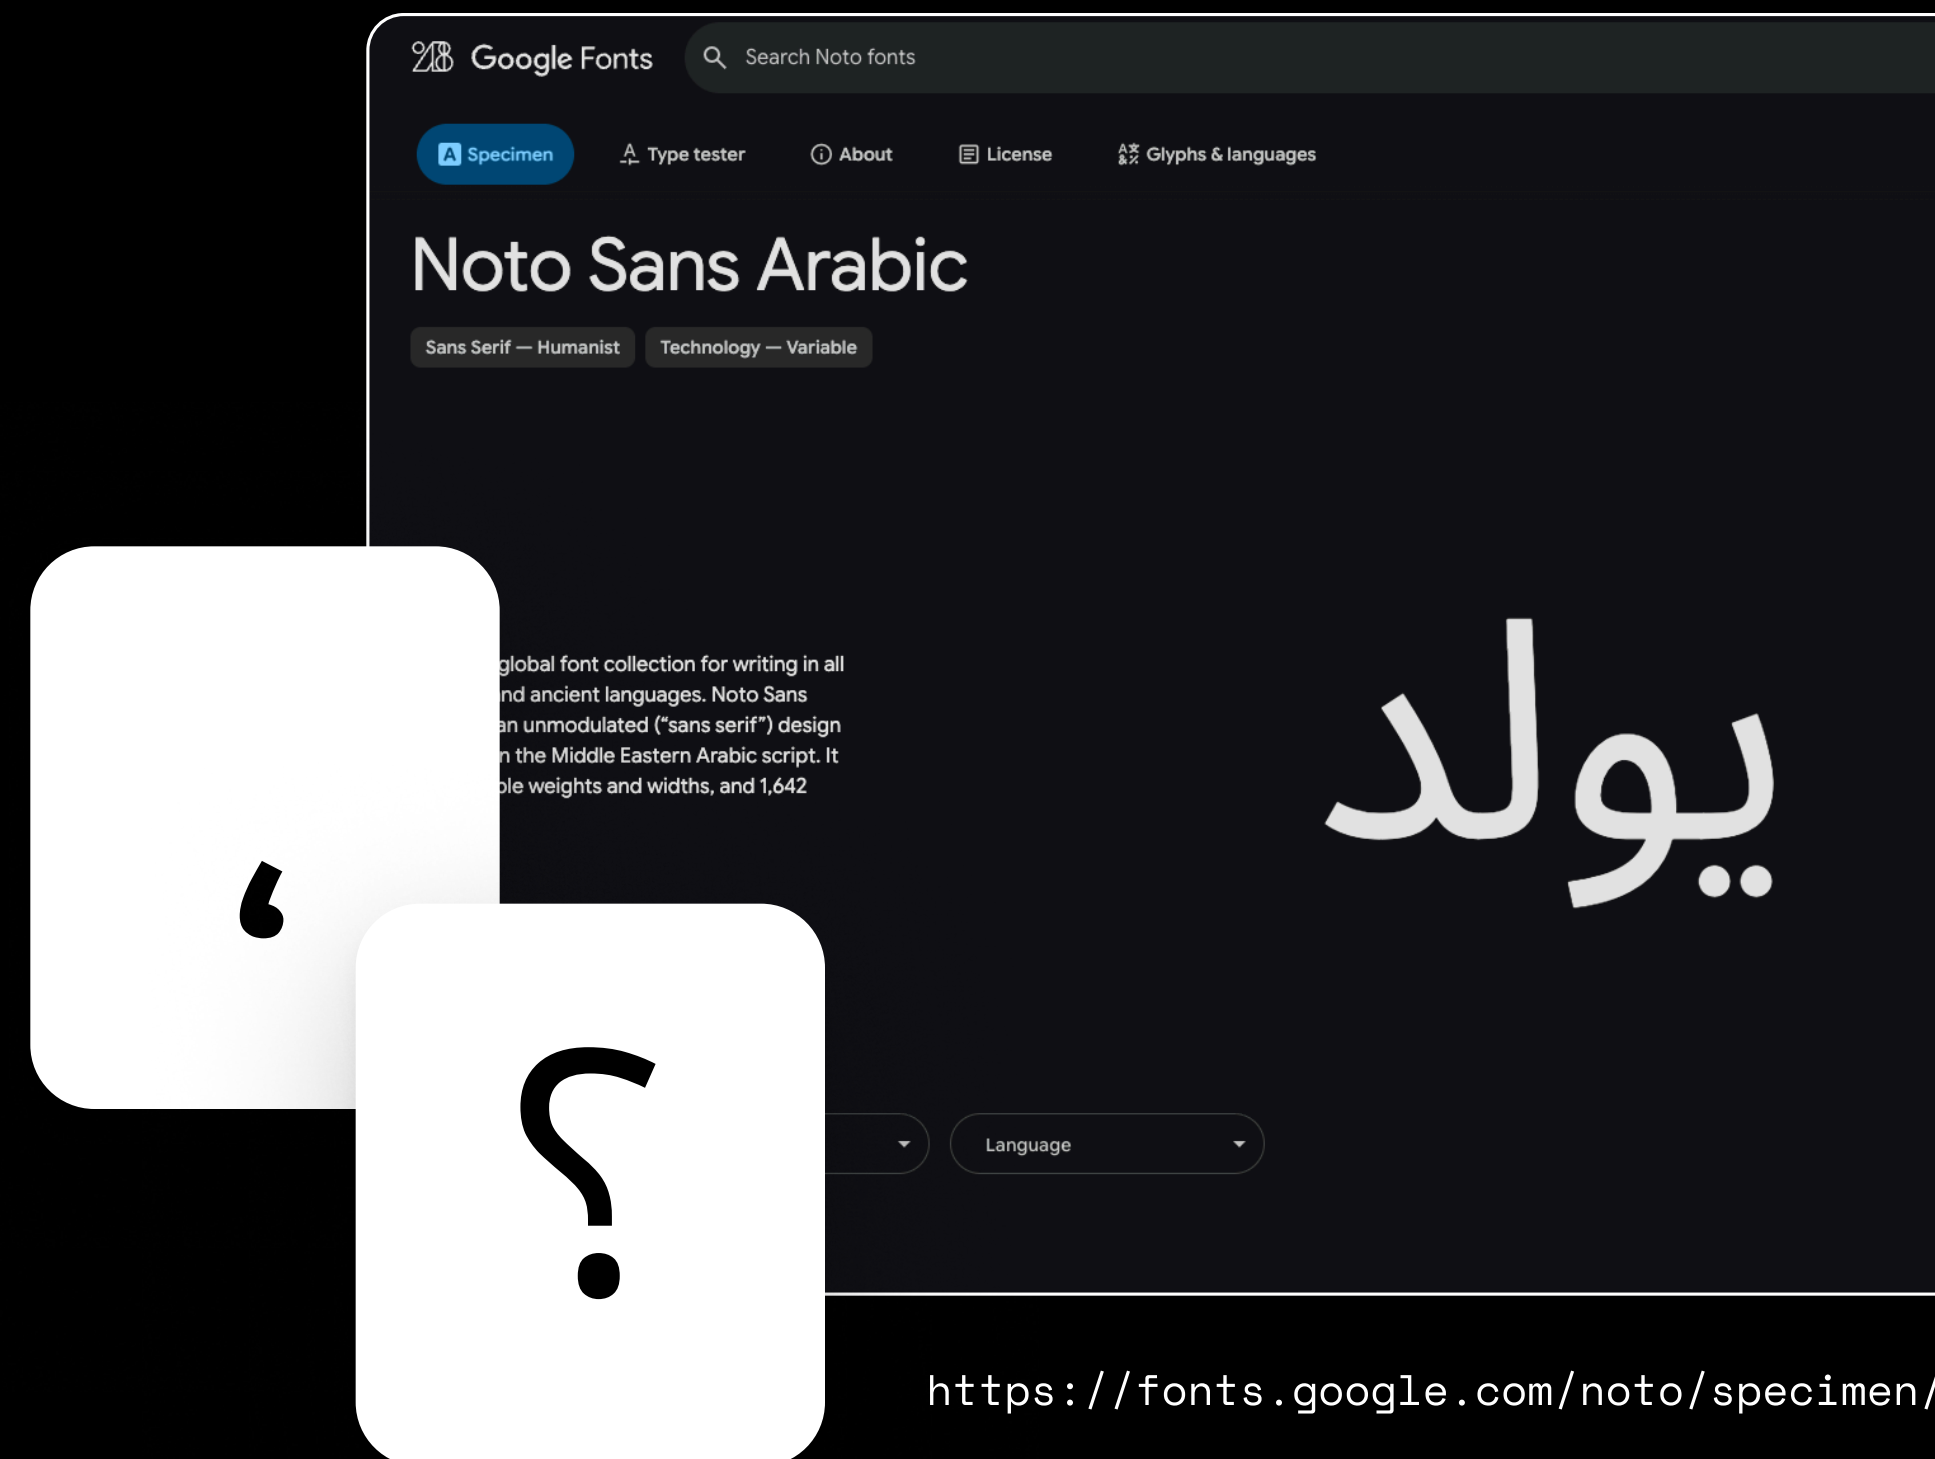 Google Fonts
Search Noto fonts
Specimen
Type tester
About
License
Glyphs & languages
Noto Sans Arabic
Sans Serif — Humanist
Technology — Variable
global font collection for writing in all
ancient languages. Noto Sans
an unmodulated (“sans serif”) design
the Middle Eastern Arabic script. It
weights and widths, and 1,642
يولد
،
؟
Language
https://fonts.google.com/noto/specimen/